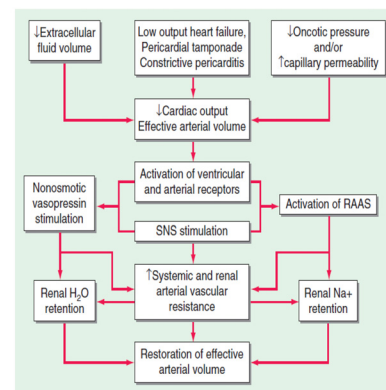 ↓Extracellular
fluid volume
Low output heart failure,
Pericardial tamponade
Constrictive pericarditis
↓Oncotic pressure
and/or
↑capillary permeability
↓Cardiac output
Effective arterial volume
Activation of ventricular
and arterial receptors
Nonosmotic
vasopressin
stimulation
Activation of RAAS
SNS stimulation
↑Systemic and renal
arterial vascular
resistance
Renal H₂O
retention
Renal Na+
retention
Restoration of effective
arterial volume